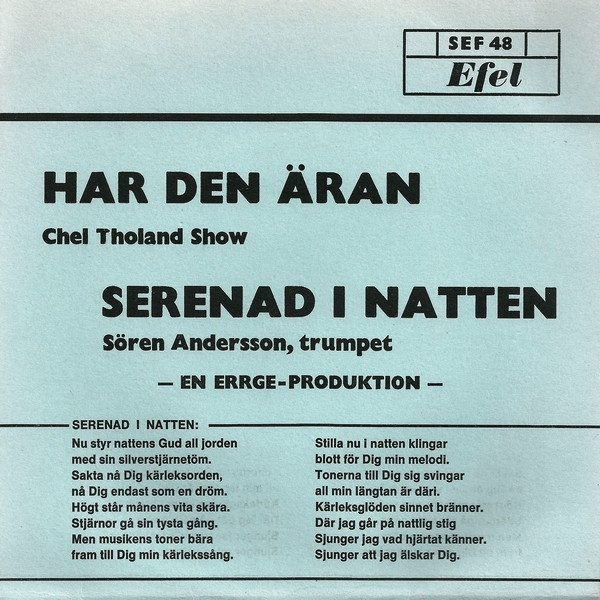 SEF 48
Efel
HAR DEN ÄRAN
Chel Tholand Show
SERENAD I NATTEN
Sören Andersson, trumpet
— EN ERRGE-PRODUKTION —
SERENAD I NATTEN:
Nu styr nattens Gud all jorden
med sin silverstjärnetöm.
Sakta nå Dig kärleksorden,
nå Dig endast som en dröm.
Högt står månens vita skära.
Stjärnor gå sin tysta gång.
Men musikens toner bära
fram till Dig min kärlekssång.
Stilla nu i natten klingar
blott för Dig min melodi.
Tonerna till Dig sig svingar
all min längtan är däri.
Kärleksglöden sinnet bränner.
Där jag går på nattlig stig
Sjunger jag vad hjärtat känner.
Sjunger att jag älskar Dig.